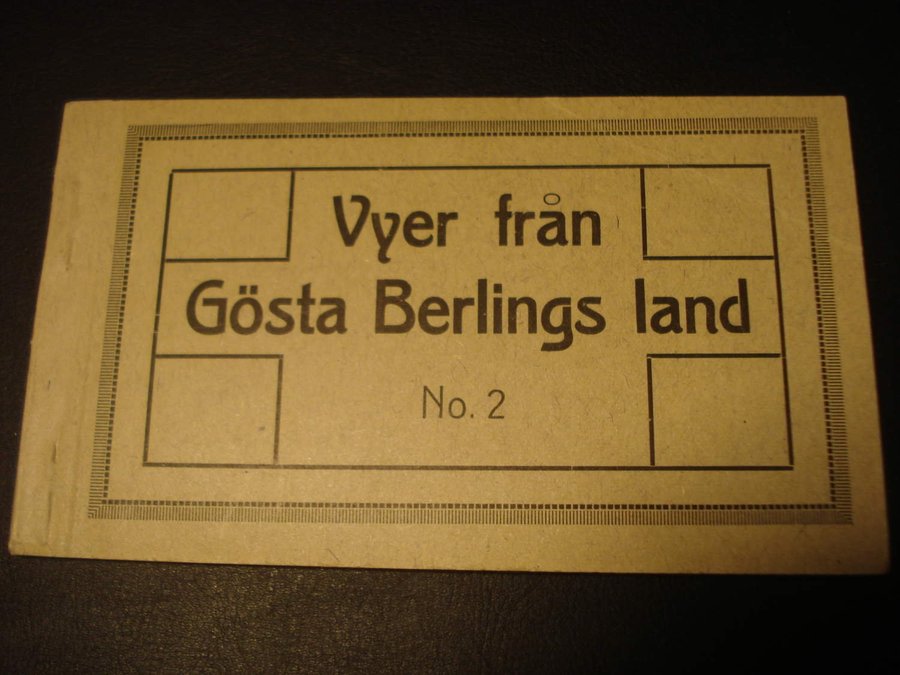 Vyer från
Gösta Berlings land
No. 2